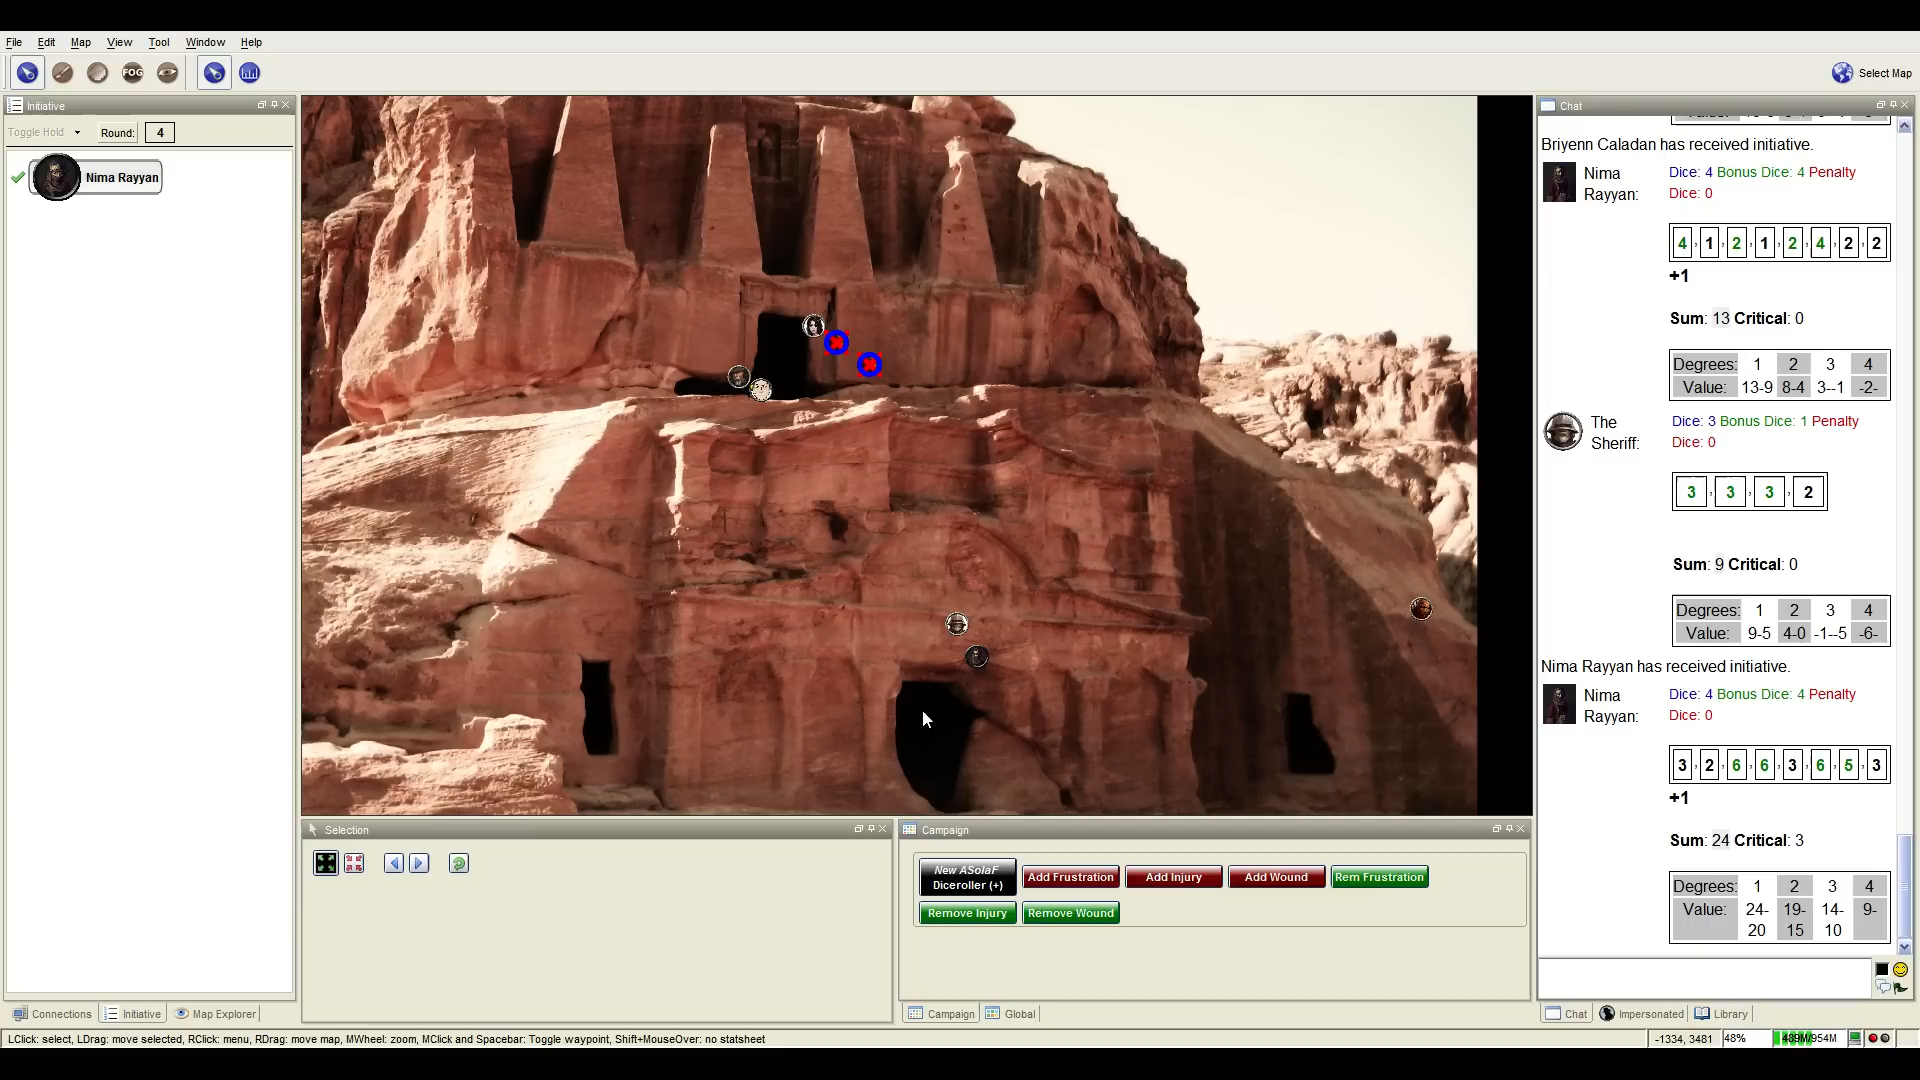 File Edit Map View Tool Window Help
FOG
Select Map
Initiative
Toggle Hold Round: 4
Nima Rayyan
Chat
Briyenn Caladan has received initiative.
Nima Rayyan:
Dice: 4 Bonus Dice: 4 Penalty
Dice: 0
4, 1, 2, 1, 2, 4, 2, 2
+1
Sum: 13 Critical: 0
Degrees: 1 2 3 4
Value: 13-9 8-4 3--1 -2-
The Sheriff:
Dice: 3 Bonus Dice: 1 Penalty
Dice: 0
3, 3, 3, 2
Sum: 9 Critical: 0
Degrees: 1 2 3 4
Value: 9-5 4-0 -1--5 -6-
Nima Rayyan has received initiative.
Nima Rayyan:
Dice: 4 Bonus Dice: 4 Penalty
Dice: 0
3, 2, 6, 6, 3, 6, 5, 3
+1
Sum: 24 Critical: 3
Degrees: 1 2 3 4
Value: 24- 19- 14- 9-
20 15 10
Selection
Campaign
New ASoIaF
Diceroller (+)
Add Frustration Add Injury Add Wound Rem Frustration
Remove Injury Remove Wound
Connections Initiative Map Explorer
Campaign Global
Chat Impersonated Library
LClick: select, LDrag: move selected, RClick: menu, RDrag: move map, MWheel: zoom, MClick and Spacebar: Toggle waypoint, Shift+MouseOver: no statsheet
-1334, 3481 48% 489M/954M